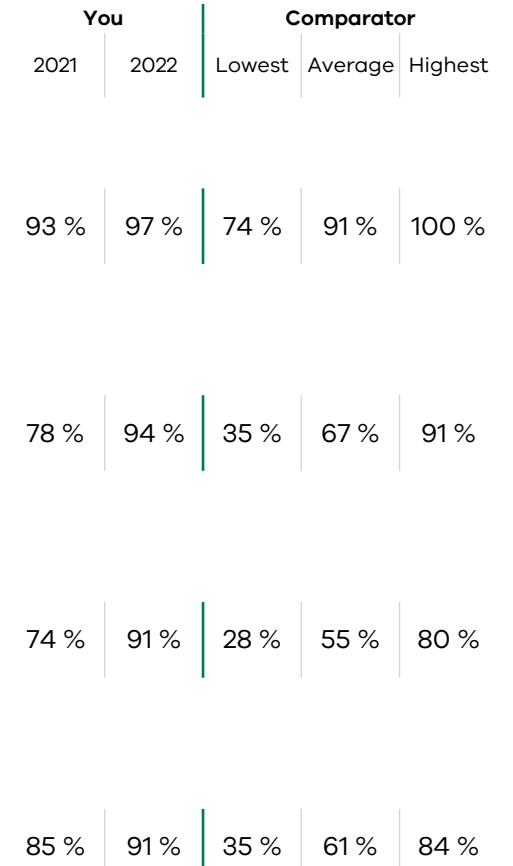 You Comparator
2021 2022 Lowest Average Highest
93 % 97 % 74 % 91 % 100 %
78 % 94 % 35 % 67 % 91 %
74 % 91 % 28 % 55 % 80 %
85 % 91 % 35 % 61 % 84 %